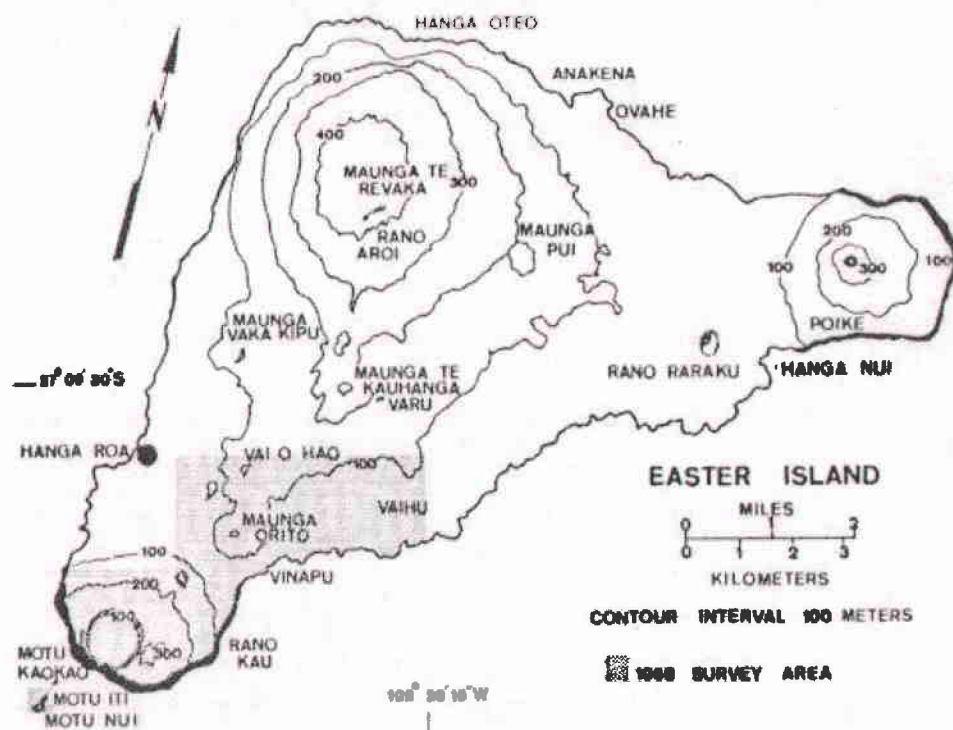 HANGA OTEO
ANAKENA
OVAHE
N
200
400
300
MAUNGA TE
REVAKA
RANO
AROI
MAUNGA
PUI
200
100
300
100
POIKE
MAUNGA
VAKA KIPU
MAUNGA TE
KAUHANGA
VARU
RANO RARAKU
HANGA NUI
HANGA ROA
VAI O HAO
100
VAIHU
MAUNGA
ORITO
VINAPU
100
200
100
300
RANO
KAU
MOTU
KAOKAO
MOTU ITI
MOTU NUI
EASTER ISLAND
MILES
0 1 2
0 1 2 3
KILOMETERS
CONTOUR INTERVAL 100 METERS
SURVEY AREA